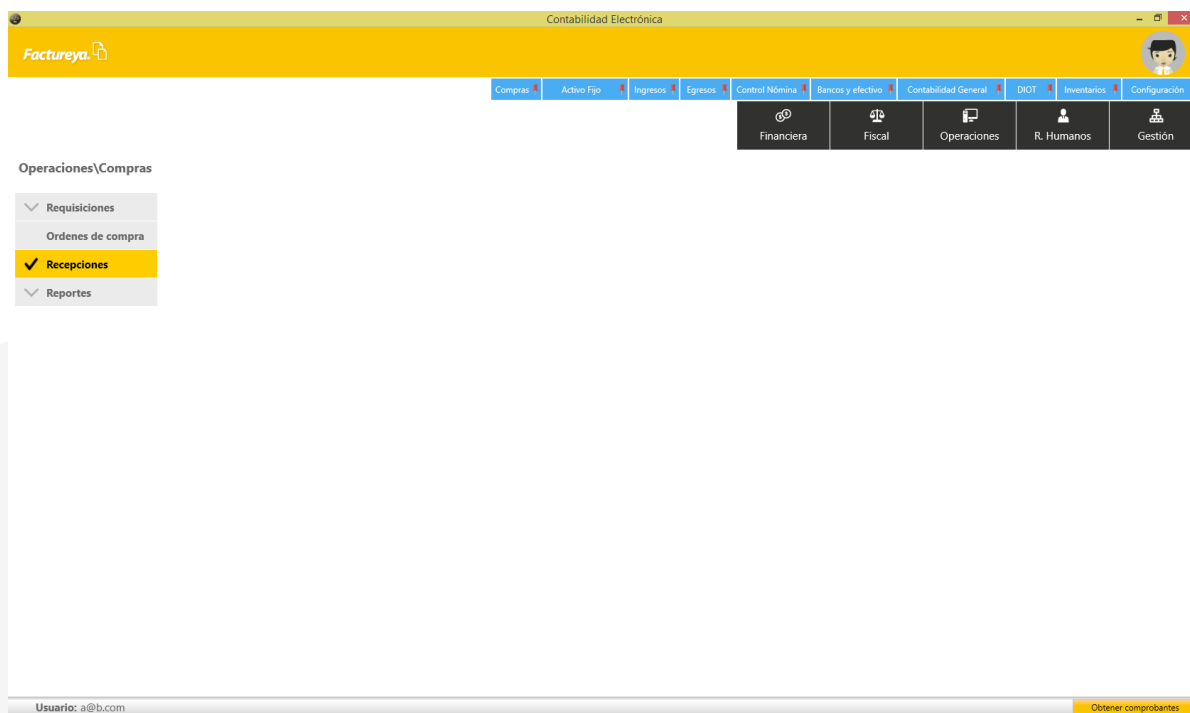 Contabilidad Electrónica
Factureya.
Compras Activo Fijo Ingresos Egresos Control Nómina Bancos y efectivo Contabilidad General DIOT Inventarios Configuración
Financiera Fiscal Operaciones R. Humanos Gestión
Operaciones\Compras
Requisiciones
Ordenes de compra
Recepciones
Reportes
Usuario: a@b.com Obtener comprobantes